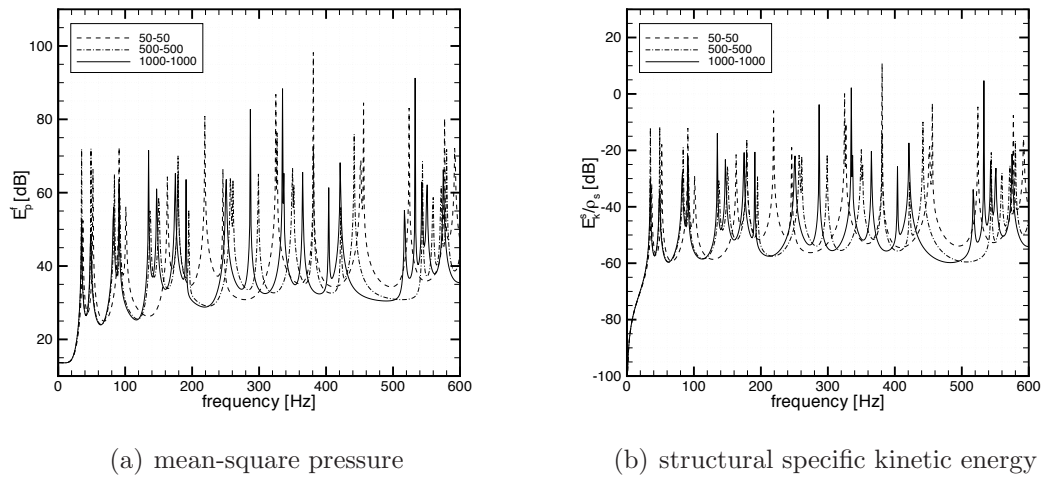 50-50
500-500
1000-1000
100
80
60
40
20
E_p^f [dB]
0 100 200 300 400 500 600
frequency [Hz]
(a) mean-square pressure
50-50
500-500
1000-1000
20
0
-20
-40
-60
-80
-100
E_k^s/ρ_s [dB]
0 100 200 300 400 500 600
frequency [Hz]
(b) structural specific kinetic energy